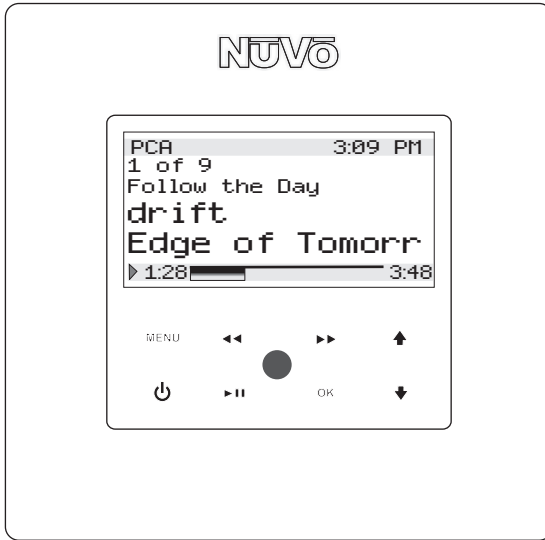 NŪVŌ
PCA 3:09 PM
1 of 9
Follow the Day
drift
Edge of Tomorr
1:28 3:48
MENU
OK